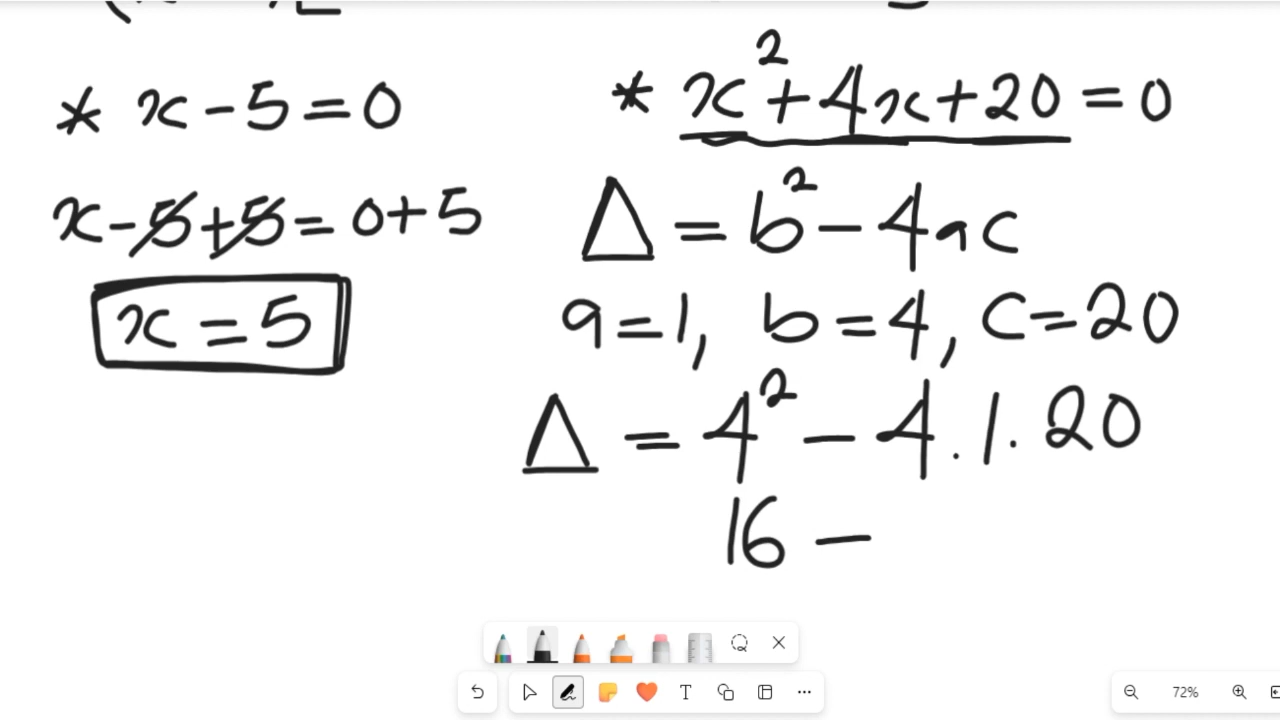 * x - 5 = 0
x - 5 + 5 = 0 + 5
x = 5
* x² + 4x + 20 = 0
Δ = b² - 4ac
a = 1, b = 4, c = 20
Δ = 4² - 4 . 1 . 20
16 -
T
72%